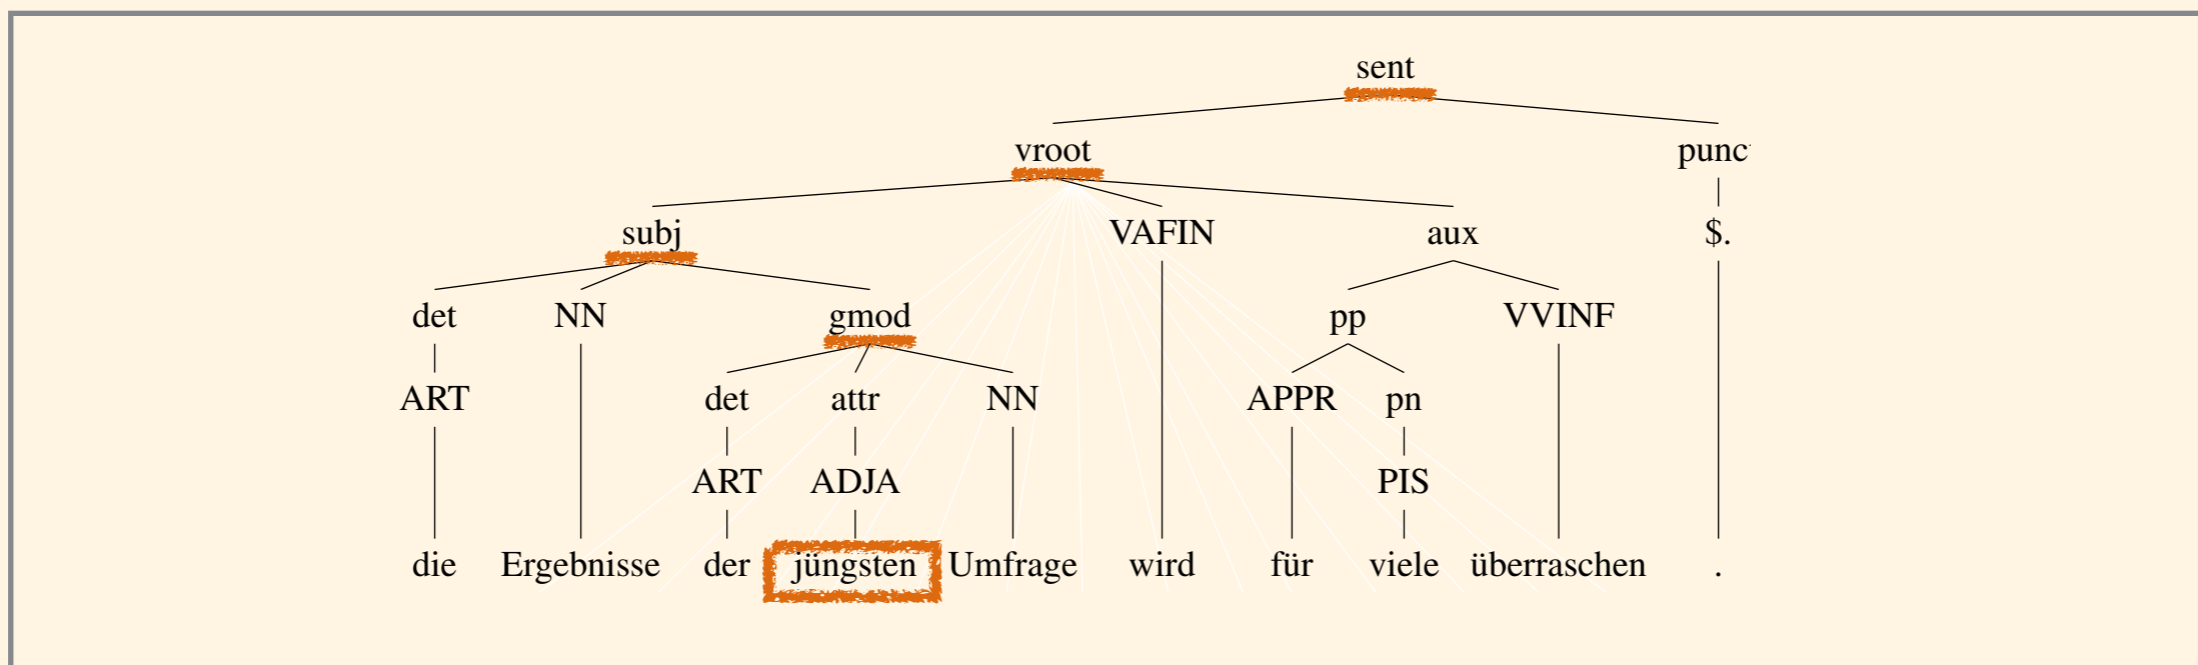 sent
vroot punc
subj VAFIN aux $.
det NN gmod pp VVINF
ART det attr NN APPR pn
ART ADJA PIS
die Ergebnisse der jüngsten Umfrage wird für viele überraschen .